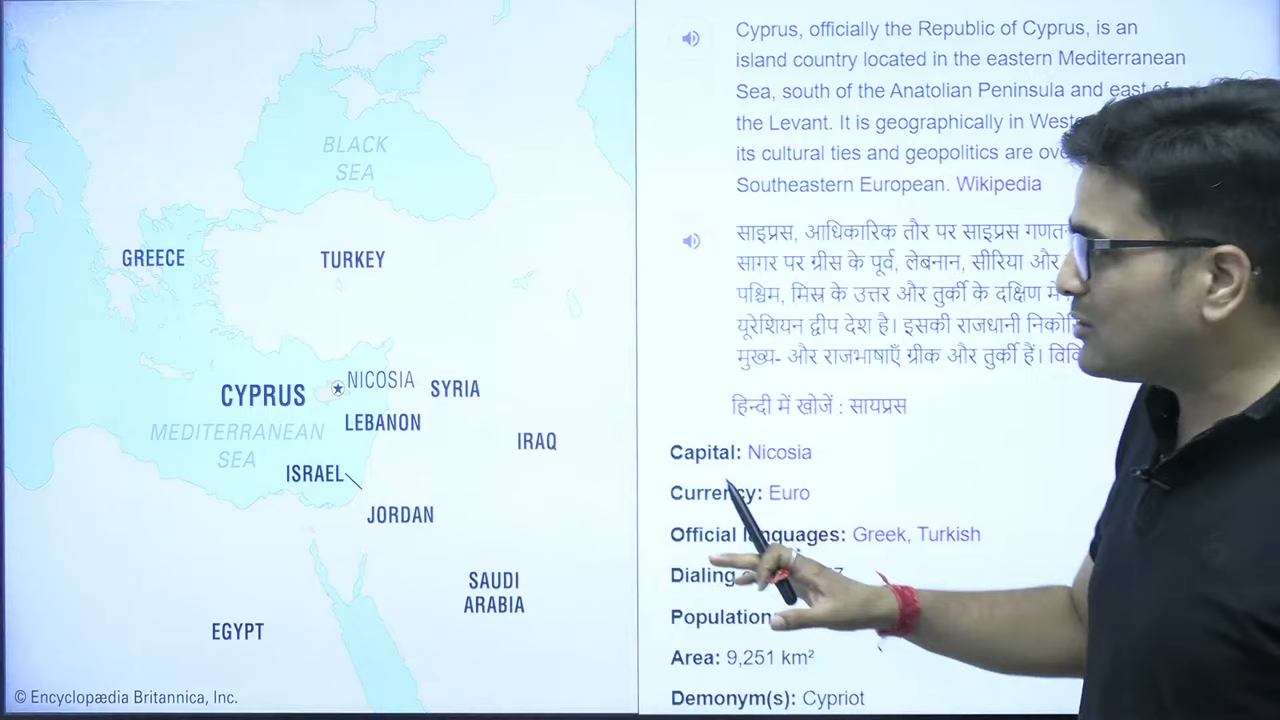 BLACK
SEA
GREECE
TURKEY
CYPRUS
NICOSIA
SYRIA
LEBANON
MEDITERRANEAN
SEA
IRAQ
ISRAEL
JORDAN
SAUDI
ARABIA
EGYPT
© Encyclopædia Britannica, Inc.
Cyprus, officially the Republic of Cyprus, is an
island country located in the eastern Mediterranean
Sea, south of the Anatolian Peninsula and east of
the Levant. It is geographically in
its cultural ties and geopolitics are
Southeastern European. Wikipedia
साइप्रस, आधिकारिक तौर पर साइप्रस
सागर पर ग्रीस के पूर्व, लेबनान, सीरिया और
पश्चिम, मिस्र के उत्तर और तुर्की के दक्षिण में
यूरेशियन द्वीप देश है। इसकी राजधानी
मुख्य- और राजभाषाएँ ग्रीक और तुर्की हैं।
हिन्दी में खोजें : सायप्रस
Capital: Nicosia
Currency: Euro
Official languages: Greek, Turkish
Dialing
Population
Area: 9,251 km²
Demonym(s): Cypriot